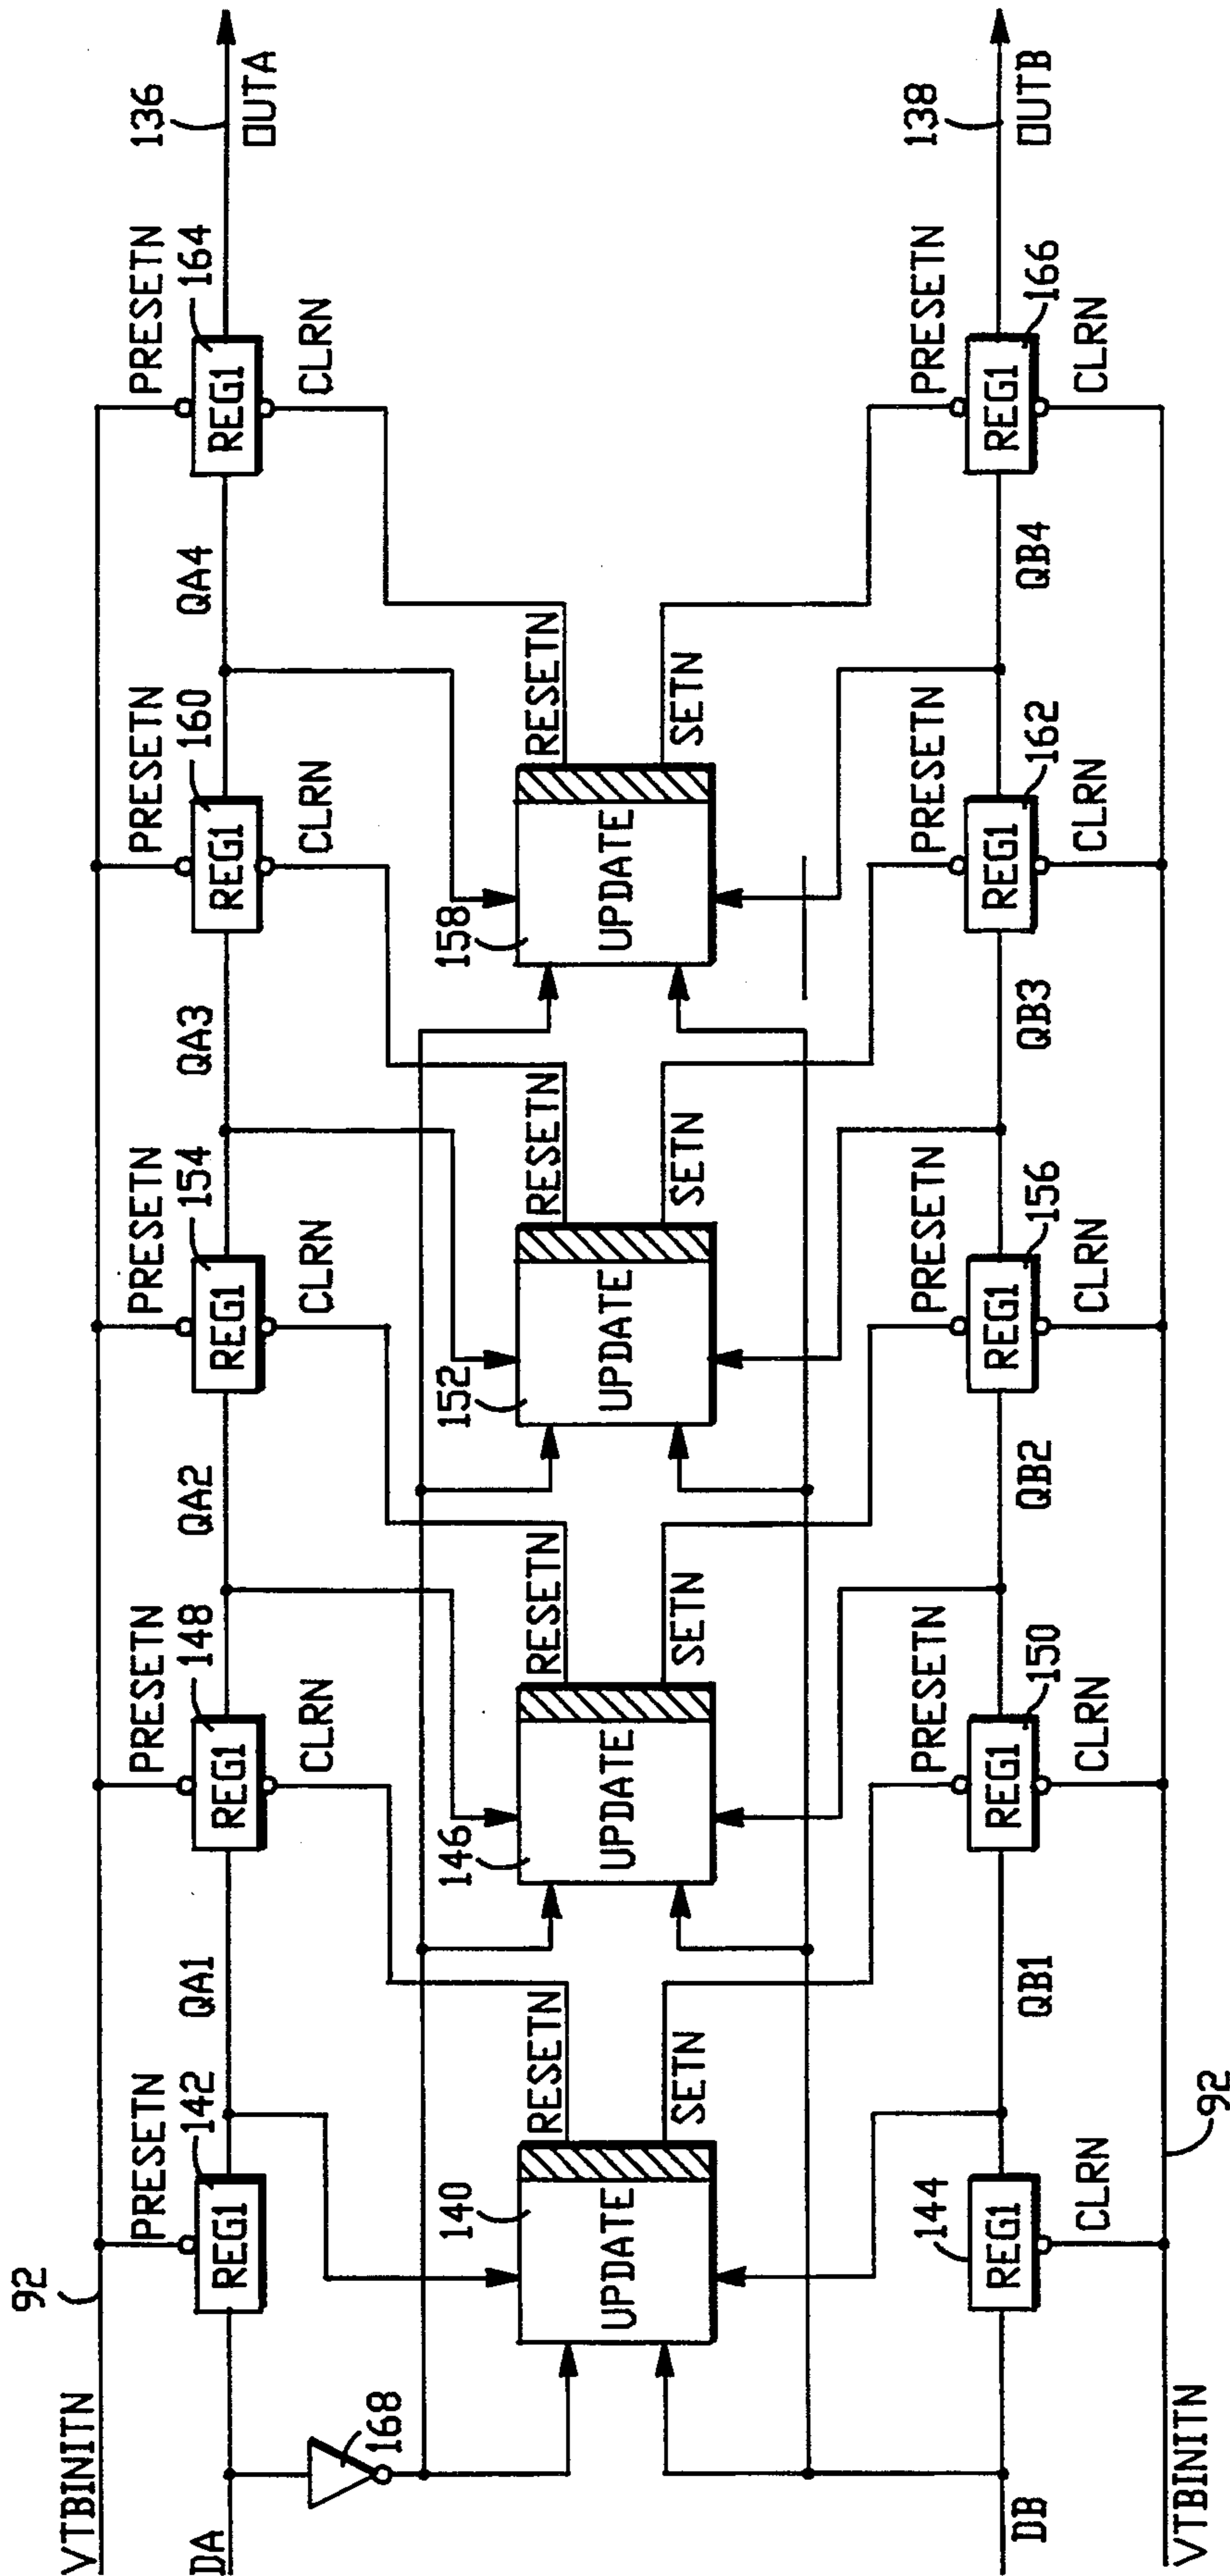 VTBINITN
92
PRESETN
142
REG1
PRESETN
148
REG1
CLRN
PRESETN
154
REG1
CLRN
PRESETN
160
REG1
CLRN
PRESETN
164
REG1
CLRN
136
OUTA
DA
QA1
QA2
QA3
QA4
168
140
UPDATE
RESETN
SETN
146
UPDATE
RESETN
SETN
152
UPDATE
RESETN
SETN
158
UPDATE
RESETN
SETN
DB
144
REG1
CLRN
QB1
PRESETN
150
REG1
CLRN
QB2
PRESETN
156
REG1
CLRN
QB3
PRESETN
162
REG1
CLRN
QB4
PRESETN
166
REG1
CLRN
138
OUTB
VTBINITN
92